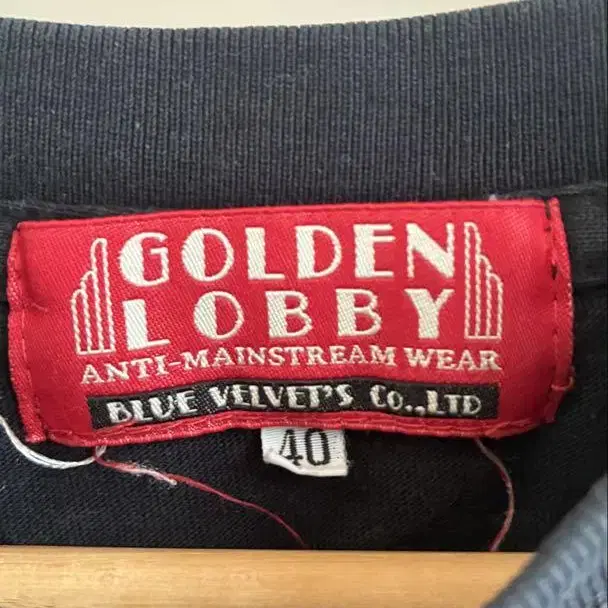 GOLDEN
LOBBY
ANTI-MAINSTREAM WEAR
BLUE VELVET'S CO.,LTD
40